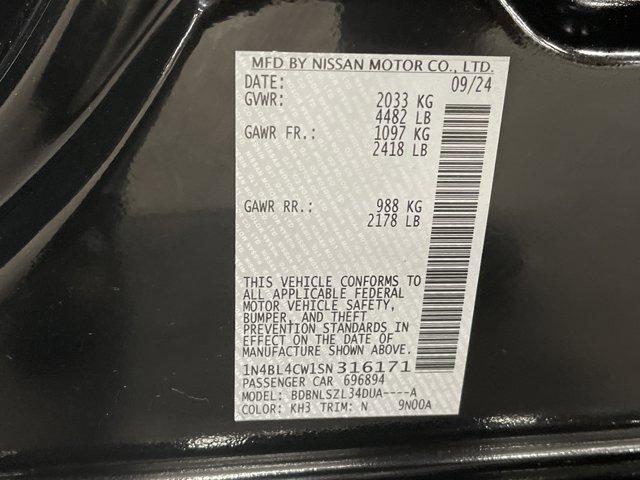 MFD BY NISSAN MOTOR CO., LTD.
DATE: 09/24
GVWR: 2033 KG
4482 LB
GAWR FR.: 1097 KG
2418 LB
GAWR RR.: 988 KG
2178 LB
THIS VEHICLE CONFORMS TO
ALL APPLICABLE FEDERAL
MOTOR VEHICLE SAFETY,
BUMPER, AND THEFT
PREVENTION STANDARDS IN
EFFECT ON THE DATE OF
MANUFACTURE SHOWN ABOVE.
1N4BL4CW1SN316171
PASSENGER CAR 696894
MODEL: BDBNLSZL34DUA----A
COLOR: KH3 TRIM: N 9N00A